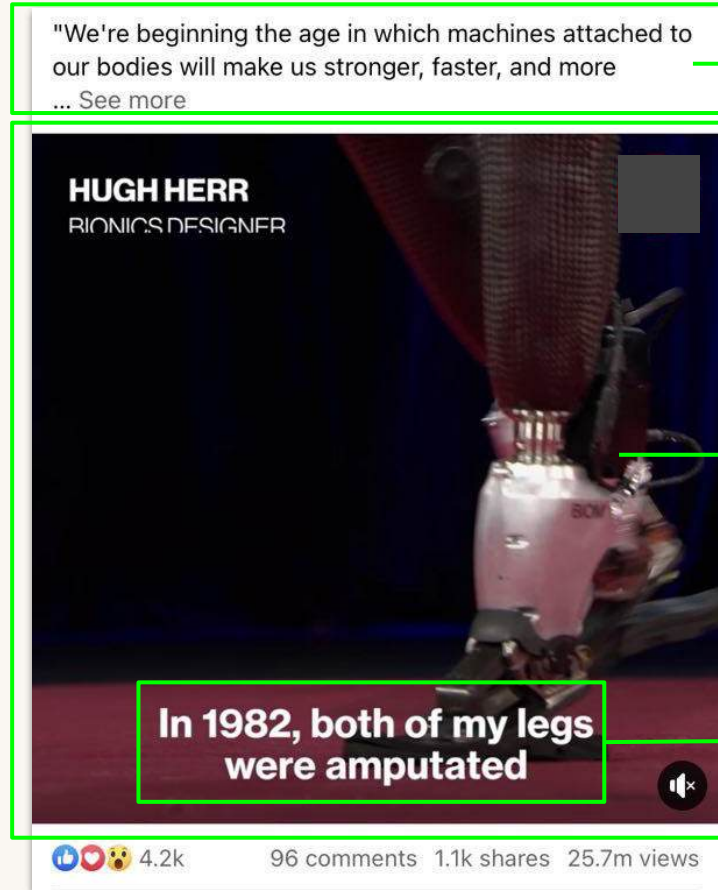 "We're beginning the age in which machines attached to
our bodies will make us stronger, faster, and more
... See more
HUGH HERR
BIONICS DESIGNER
BIOM
In 1982, both of my legs
were amputated
4.2k 96 comments 1.1k shares 25.7m views